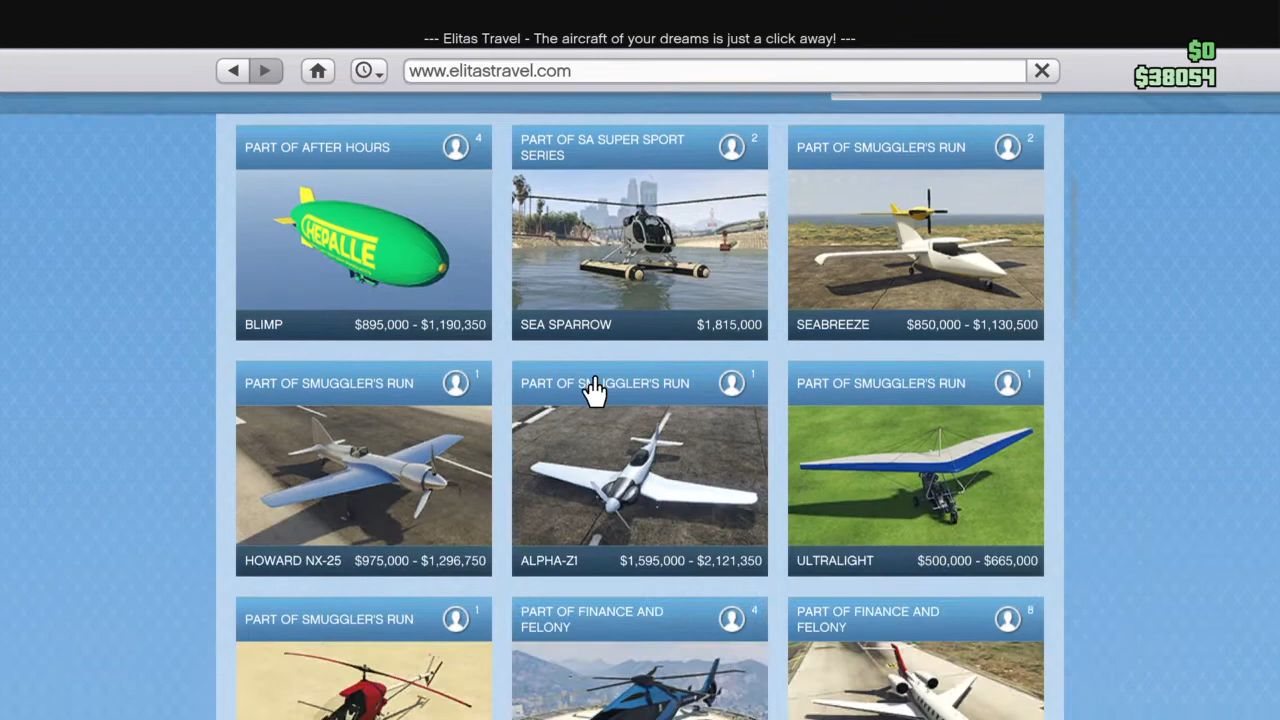 --- Elitas Travel - The aircraft of your dreams is just a click away! ---
$0
www.elitastravel.com
$38054
PART OF AFTER HOURS 4
PART OF SA SUPER SPORT SERIES 2
PART OF SMUGGLER'S RUN 2
CHEPALLE
BLIMP $895,000 - $1,190,350
SEA SPARROW $1,815,000
SEABREEZE $850,000 - $1,130,500
PART OF SMUGGLER'S RUN 1
PART OF SMUGGLER'S RUN 1
PART OF SMUGGLER'S RUN 1
HOWARD NX-25 $975,000 - $1,296,750
ALPHA-Z1 $1,595,000 - $2,121,350
ULTRALIGHT $500,000 - $665,000
PART OF SMUGGLER'S RUN 1
PART OF FINANCE AND FELONY 4
PART OF FINANCE AND FELONY 8